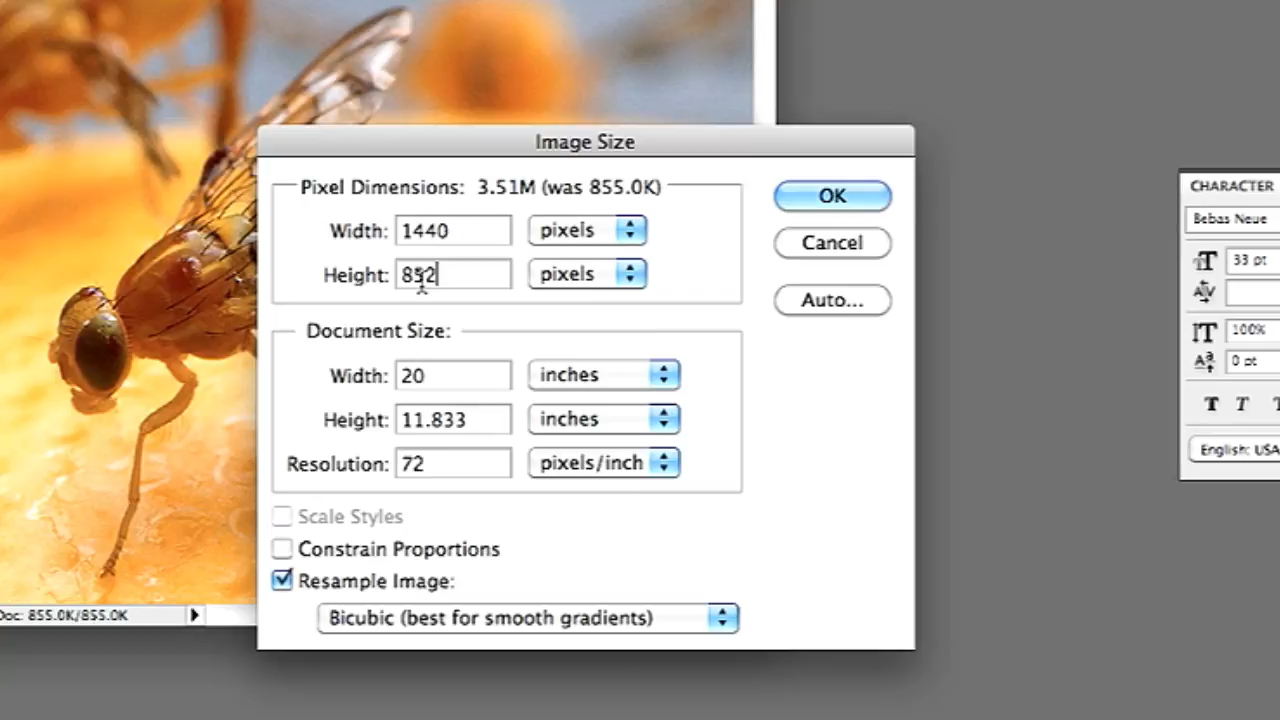 Image Size
Pixel Dimensions: 3.51M (was 855.0K)
Width: 1440 pixels
Height: 852 pixels
OK
Cancel
Auto...
Document Size:
Width: 20 inches
Height: 11.833 inches
Resolution: 72 pixels/inch
Scale Styles
Constrain Proportions
Resample Image:
Bicubic (best for smooth gradients)
Doc: 855.0K/855.0K
CHARACTER
Bebas Neue
33 pt
100%
0 pt
T T
English: USA